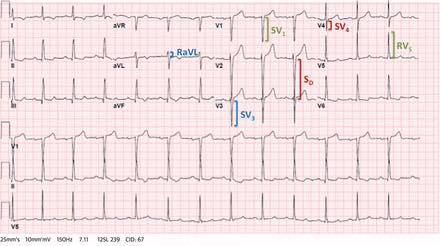 I aVR V1 V4
SV1 SV4
RaVL RV5
II aVL V2 V5
SD
III aVF V3 V6
SV3
V1
II
V5
25mm/s 10mm/mV 150Hz 7.11 12SL 239 CID: 67